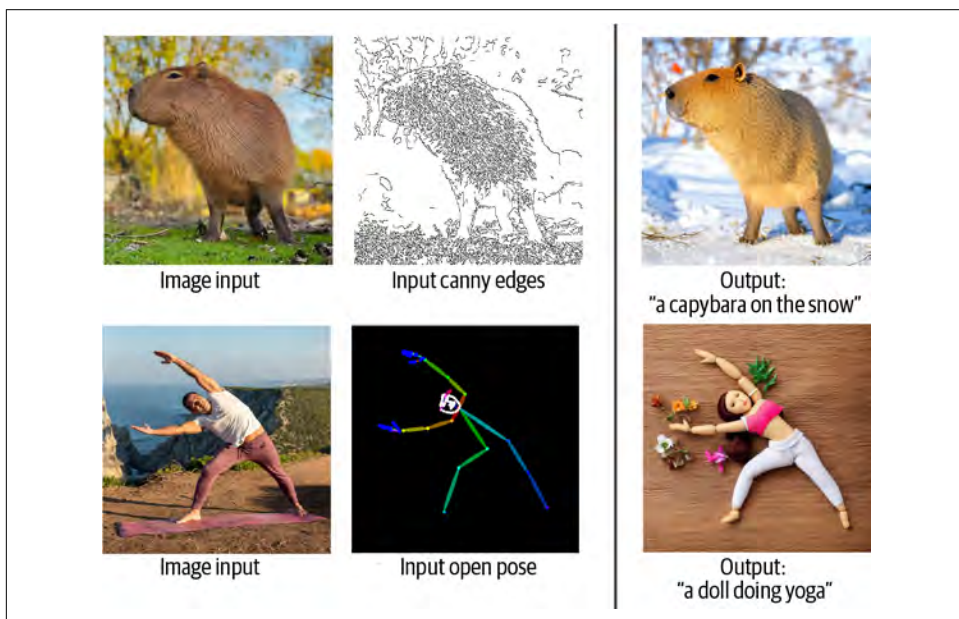 Image input
Input canny edges
Output:
“a capybara on the snow”
Image input
Input open pose
Output:
“a doll doing yoga”